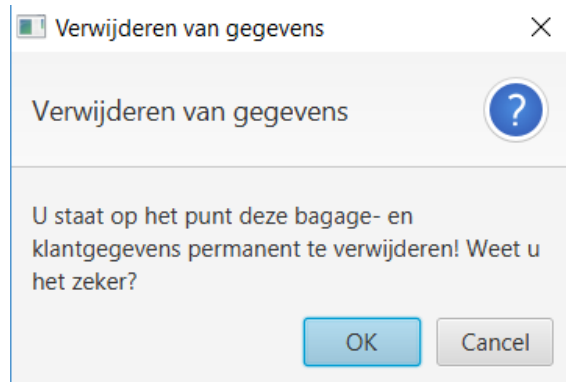 Verwijderen van gegevens
Verwijderen van gegevens
?
U staat op het punt deze bagage- en
klantgegevens permanent te verwijderen! Weet u
het zeker?
OK Cancel